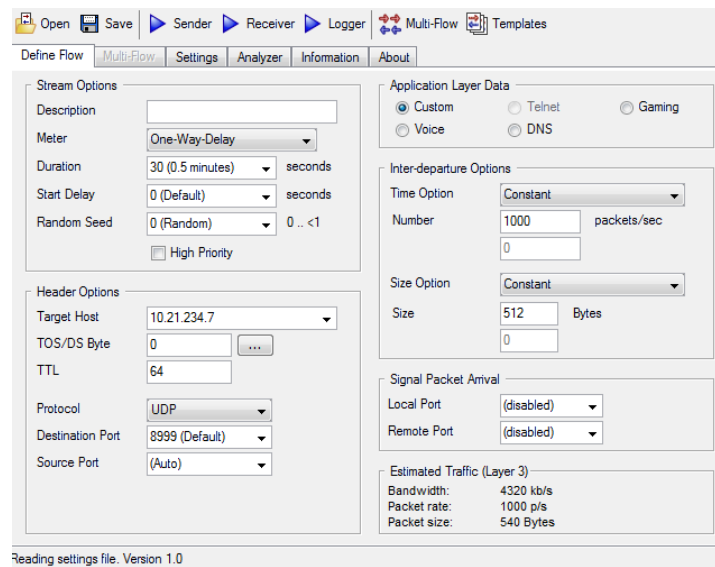 Open Save Sender Receiver Logger Multi-Flow Templates
Define Flow Multi-Flow Settings Analyzer Information About
Stream Options
Description
Meter One-Way-Delay
Duration 30 (0.5 minutes) seconds
Start Delay 0 (Default) seconds
Random Seed 0 (Random) 0 .. <1
High Priority
Header Options
Target Host 10.21.234.7
TOS/DS Byte 0 ...
TTL 64
Protocol UDP
Destination Port 8999 (Default)
Source Port (Auto)
Application Layer Data
Custom Telnet Gaming
Voice DNS
Inter-departure Options
Time Option Constant
Number 1000 packets/sec
0
Size Option Constant
Size 512 Bytes
0
Signal Packet Arrival
Local Port (disabled)
Remote Port (disabled)
Estimated Traffic (Layer 3)
Bandwidth: 4320 kb/s
Packet rate: 1000 p/s
Packet size: 540 Bytes
Reading settings file. Version 1.0